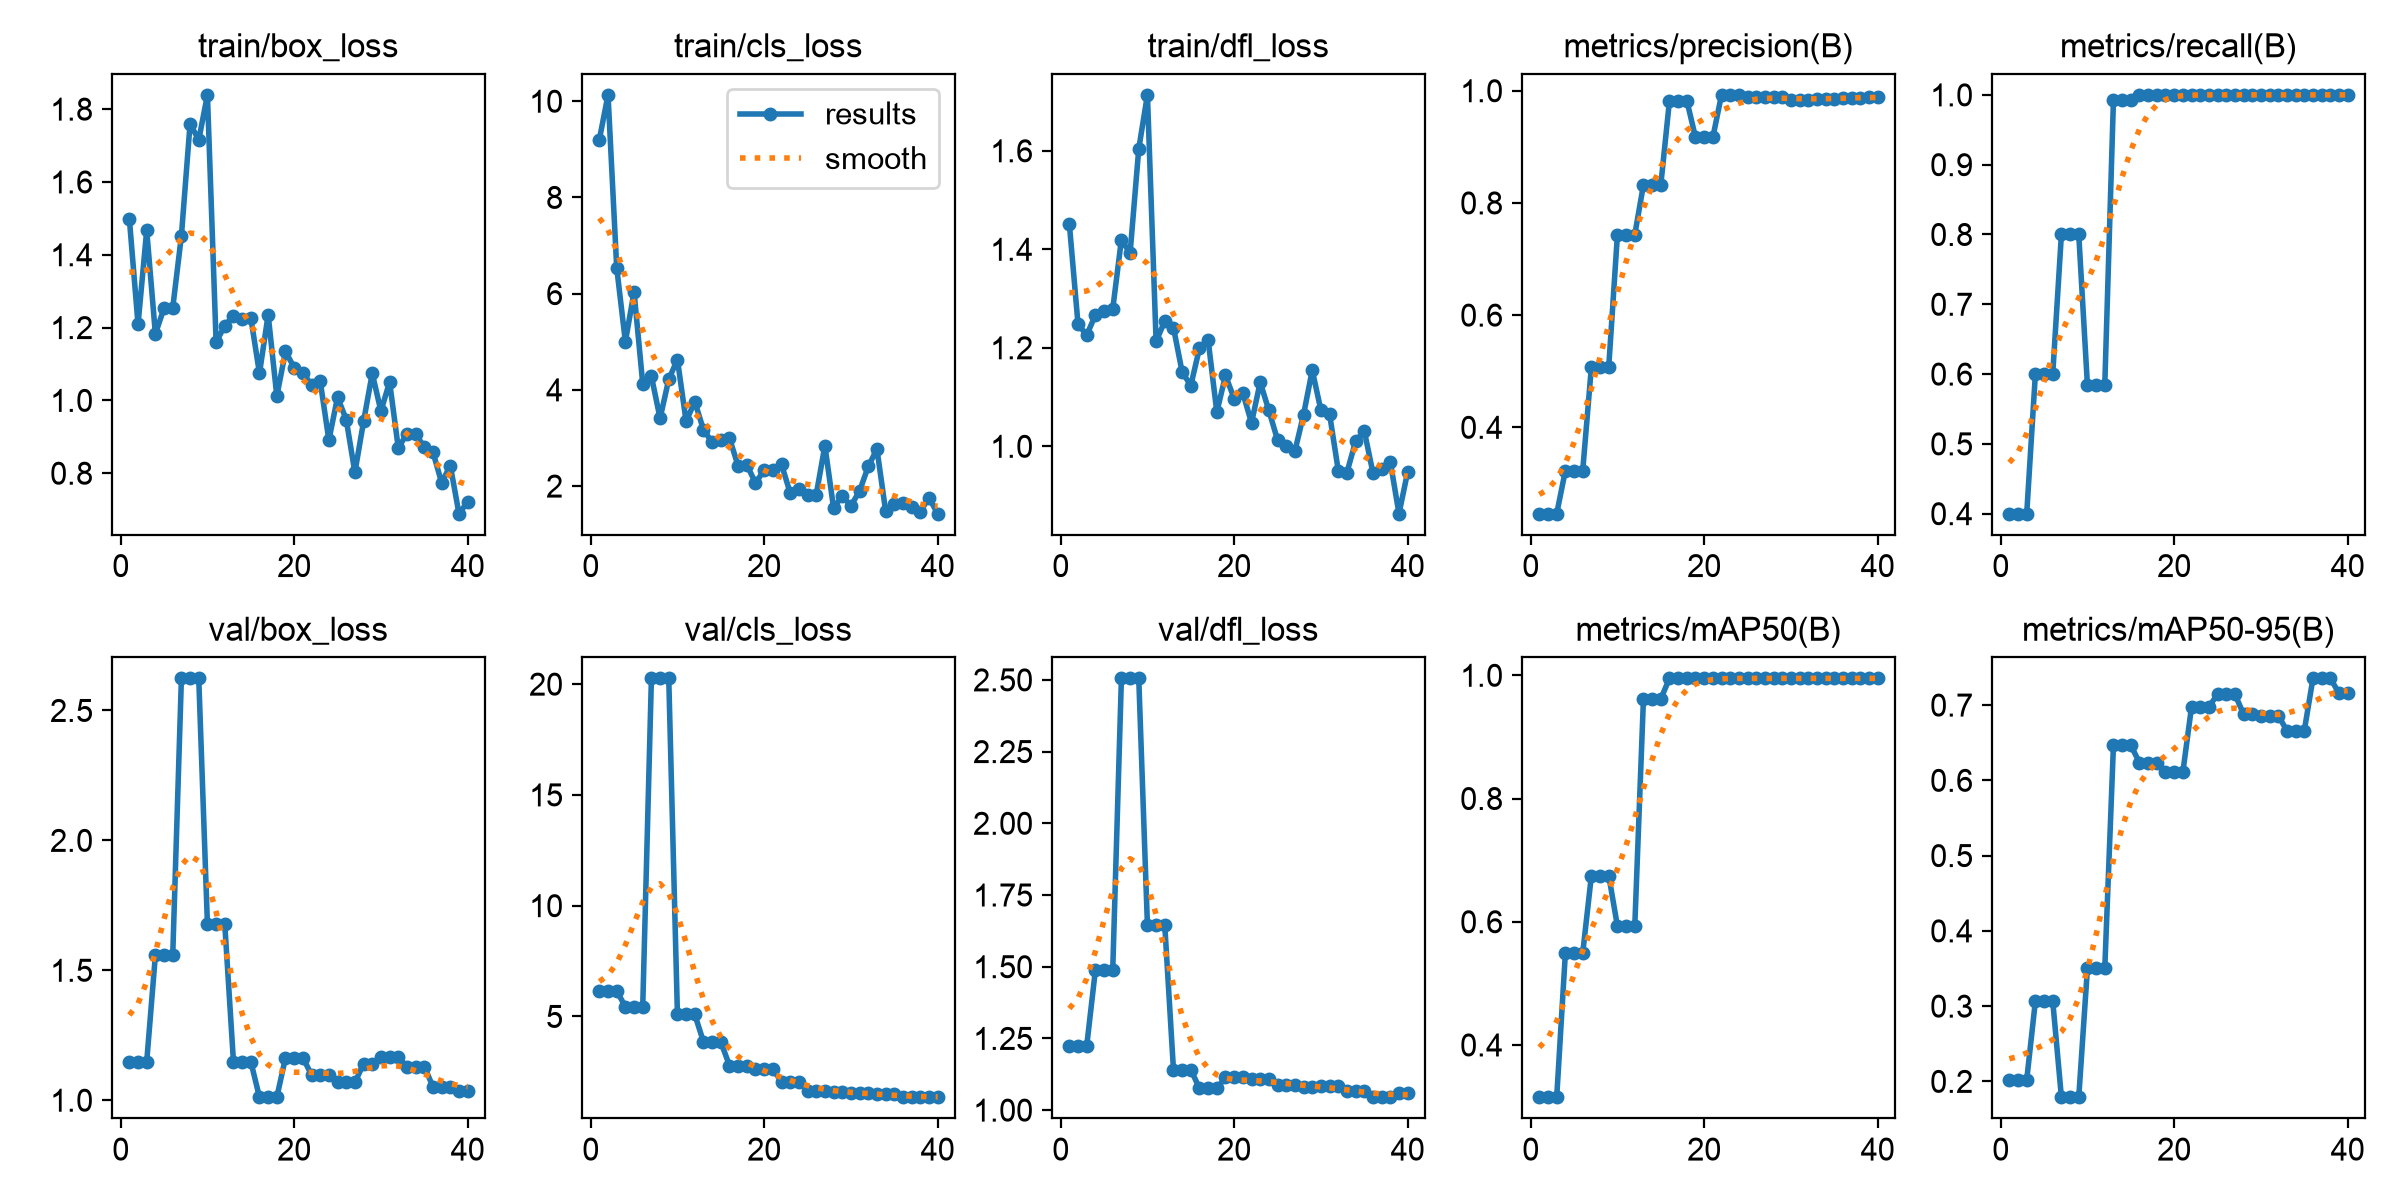 train/box_loss
1.8
1.6
1.4
1.2
1.0
0.8
0 20 40
train/cls_loss
results
smooth
10
8
6
4
2
0 20 40
train/dfl_loss
1.6
1.4
1.2
1.0
0 20 40
metrics/precision(B)
1.0
0.8
0.6
0.4
0 20 40
metrics/recall(B)
1.0
0.9
0.8
0.7
0.6
0.5
0.4
0 20 40
val/box_loss
2.5
2.0
1.5
1.0
0 20 40
val/cls_loss
20
15
10
5
0 20 40
val/dfl_loss
2.50
2.25
2.00
1.75
1.50
1.25
1.00
0 20 40
metrics/mAP50(B)
1.0
0.8
0.6
0.4
0 20 40
metrics/mAP50-95(B)
0.7
0.6
0.5
0.4
0.3
0.2
0 20 40